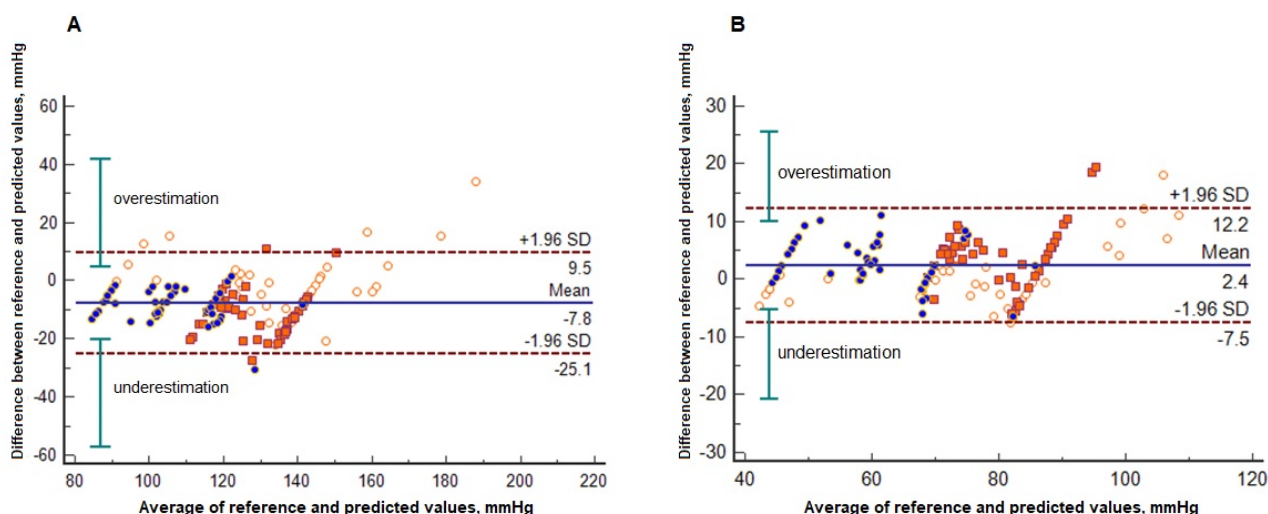 A
Difference between reference and predicted values, mmHg
60
40
20
0
-20
-40
-60
overestimation
underestimation
+1.96 SD
9.5
Mean
-7.8
-1.96 SD
-25.1
80
100
120
140
160
180
200
220
Average of reference and predicted values, mmHg
B
Difference between reference and predicted values, mmHg
30
20
10
0
-10
-20
-30
overestimation
underestimation
+1.96 SD
12.2
Mean
2.4
-1.96 SD
-7.5
40
60
80
100
120
Average of reference and predicted values, mmHg